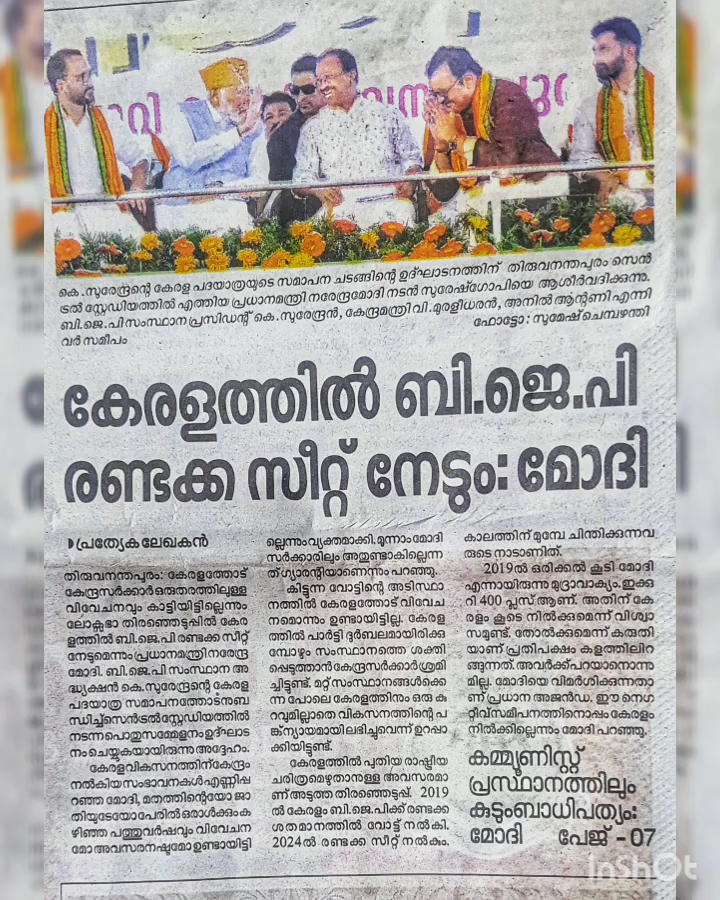 കെ.സുരേന്ദ്രന്റെ കേരള പദയാത്രയുടെ സമാപന ചടങ്ങിന്റെ ഉദ്ഘാടനത്തിന് തിരുവനന്തപുരം സെൻ
ട്രൽ സ്റ്റേഡിയത്തിൽ എത്തിയ പ്രധാനമന്ത്രി നരേന്ദ്രമോദി നടൻ സുരേഷ്ഗോപിയെ ആശീർവദിക്കുന്നു.
ബി.ജെ.പി സംസ്ഥാന പ്രസിഡന്റ് കെ.സുരേന്ദ്രൻ, കേന്ദ്രമന്ത്രി വി.മുരളീധരൻ, അനിൽ ആന്റണി എന്നി
വർ സമീപം ഫോട്ടോ : സുമേഷ് ചെമ്പഴന്തി
കേരളത്തിൽ ബി.ജെ.പി
രണ്ടക്ക സീറ്റ് നേടും: മോദി
പ്രത്യേക ലേഖകൻ
തിരുവനന്തപുരം: കേരളത്തോട്
കേന്ദ്രസർക്കാർ ഒരുതരത്തിലുള്ള
വിവേചനവും കാട്ടിയിട്ടില്ലെന്നും
ലോക്സഭാ തിരഞ്ഞെടുപ്പിൽ കേര
ളത്തിൽ ബി.ജെ.പി രണ്ടക്ക സീറ്റ്
നേടുമെന്നും പ്രധാനമന്ത്രി നരേന്ദ്ര
മോദി. ബി.ജെ.പി സംസ്ഥാന അ
ദ്ധ്യക്ഷൻ കെ.സുരേന്ദ്രന്റെ കേരള
പദയാത്ര സമാപനത്തോടനുബ
ന്ധിച്ച് സെൻട്രൽ സ്റ്റേഡിയത്തിൽ
നടന്ന പൊതുസമ്മേളനം ഉദ്ഘാട
നം ചെയ്യുകയായിരുന്നു അദ്ദേഹം.
കേരളവികസനത്തിന് കേന്ദ്രം
നൽകിയ സംഭാവനകൾ എണ്ണിപ്പ
റഞ്ഞ മോദി, മതത്തിന്റെയോ ജാ
തിയുടേയോ പേരിൽ ഒരാൾക്കും ക
ഴിഞ്ഞ പത്തുവർഷവും വിവേചന
മോ അവസരനഷ്ടമോ ഉണ്ടായിട്ടി
ല്ലെന്നും വ്യക്തമാക്കി. മൂന്നാം മോദി
സർക്കാരിലും അതുണ്ടാകില്ലെന്ന
ത് ഗ്യാരന്റിയാണെന്നും പറഞ്ഞു.
കിട്ടുന്ന വോട്ടിന്റെ അടിസ്ഥാ
നത്തിൽ കേരളത്തോട് വിവേച
നമൊന്നും ഉണ്ടായിട്ടില്ല. കേരള
ത്തിൽ പാർട്ടി ദുർബലമായിരിക്കു
മ്പോഴും സംസ്ഥാനത്തെ ശക്തി
പ്പെടുത്താൻ കേന്ദ്രസർക്കാർ ശ്രമി
ച്ചിട്ടുണ്ട്. മറ്റ് സംസ്ഥാനങ്ങൾക്കെ
ന്ന പോലെ കേരളത്തിനും ഒരു കു
റവുമില്ലാതെ വികസനത്തിന്റെ പ
ങ്ക് ന്യായമായി ലഭിച്ചുവെന്ന് ഉറപ്പാ
ക്കിയിട്ടുണ്ട്.
കേരളത്തിൽ പുതിയ രാഷ്ട്രീയ
ചരിത്രമെഴുതാനുള്ള അവസരമാ
ണ് അടുത്ത തിരഞ്ഞെടുപ്പ്. 2019
ൽ കേരളം ബി.ജെ.പിക്ക് രണ്ടക്ക
ശതമാനത്തിൽ വോട്ട് നൽകി.
2024ൽ രണ്ടക്ക സീറ്റ് നൽകും.
കാലത്തിന് മുമ്പേ ചിന്തിക്കുന്നവ
രുടെ നാടാണിത്.
2019ൽ ഒരിക്കൽ കൂടി മോദി
എന്നായിരുന്നു മുദ്രാവാക്യം. ഇക്കു
റി 400 പ്ലസ് ആണ്. അതിന് കേ
രളം കൂടെ നിൽക്കുമെന്ന് വിശ്വാ
സമുണ്ട്. തോൽക്കുമെന്ന് കരുതി
യാണ് പ്രതിപക്ഷം കളത്തിലിറ
ങ്ങുന്നത്. അവർക്ക് പറയാനൊന്നു
മില്ല. മോദിയെ വിമർശിക്കുന്നതാ
ണ് പ്രധാന അജൻഡ. ഈ നെഗ
റ്റീവ് സമീപനത്തിനൊപ്പം കേരളം
നിൽക്കില്ലെന്നും മോദി പറഞ്ഞു.
കമ്മ്യൂണിസ്റ്റ്
പ്രസ്ഥാനത്തിലും
കുടുംബാധിപത്യം:
മോദി പേജ് - 07
InShOt